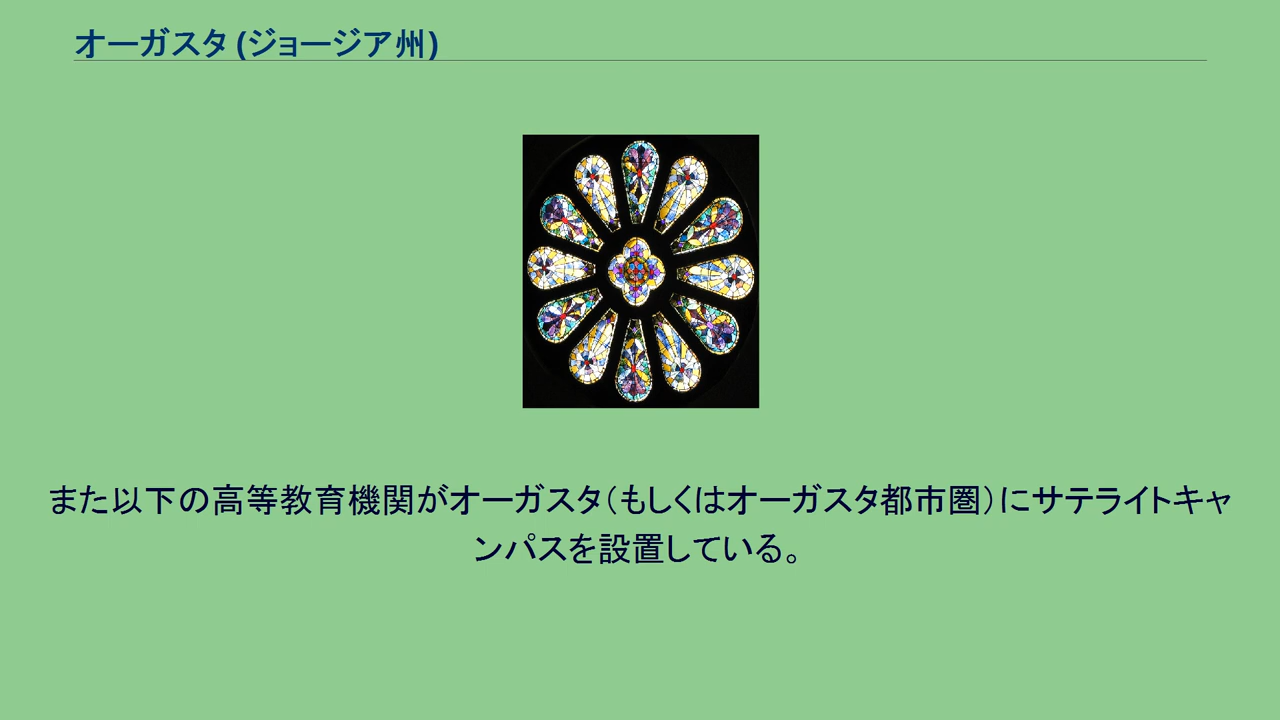 オーガスタ (ジョージア州)
また以下の高等教育機関がオーガスタ（もしくはオーガスタ都市圏）にサテライトキャ
ンパスを設置している。